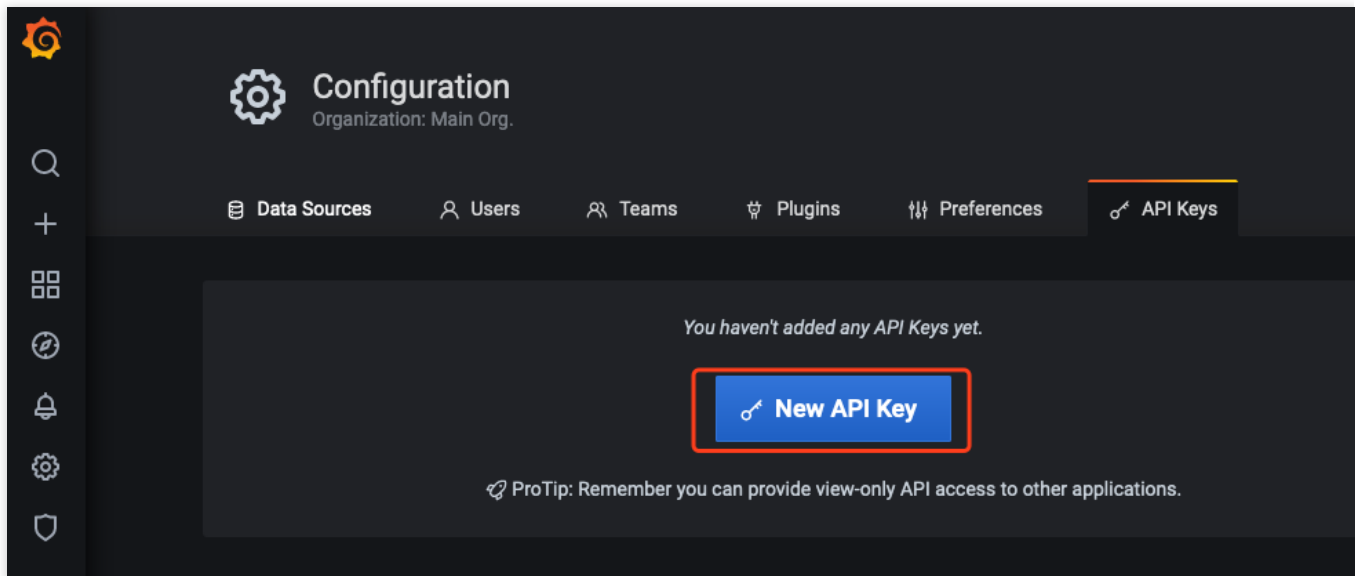 Configuration
Organization: Main Org.
Data Sources Users Teams Plugins Preferences API Keys
You haven't added any API Keys yet.
New API Key
ProTip: Remember you can provide view-only API access to other applications.